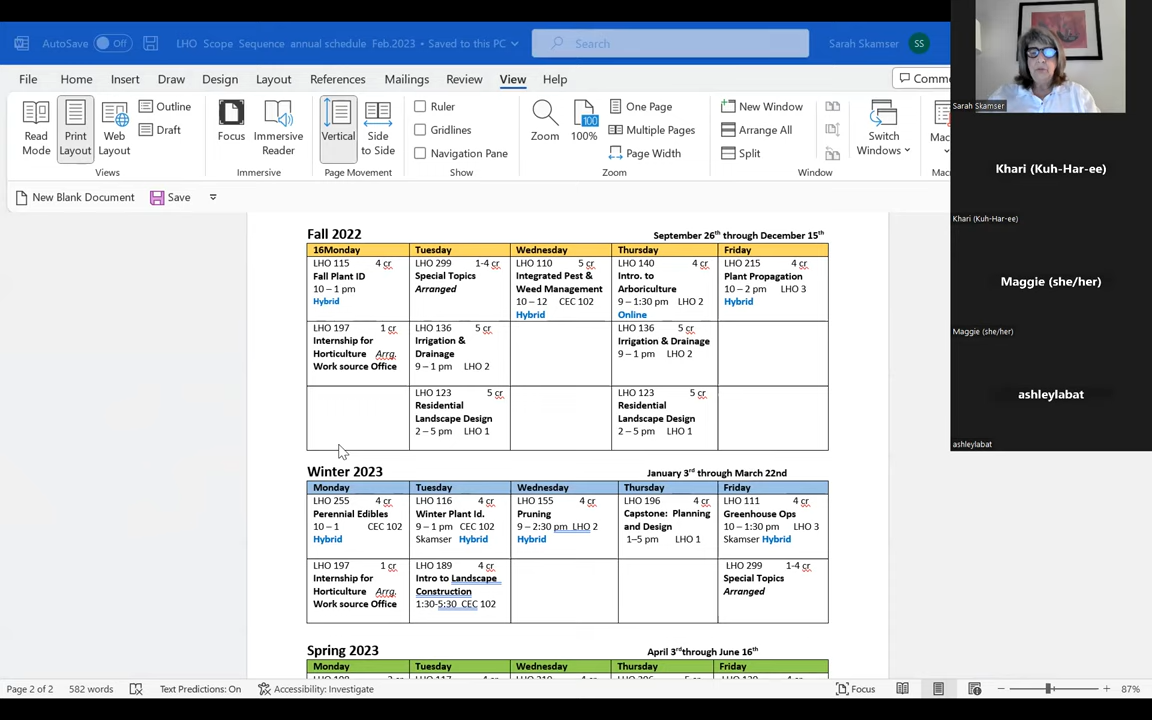 AutoSave Off LHO Scope Sequence annual schedule Feb.2023 • Saved to this PC Search Sarah Skamser SS
File Home Insert Draw Design Layout References Mailings Review View Help
Read Mode
Print Layout
Web Layout
Outline
Draft
Views
Focus
Immersive Reader
Immersive
Vertical
Side to Side
Page Movement
Ruler
Gridlines
Navigation Pane
Show
Zoom
100
100%
One Page
Multiple Pages
Page Width
Zoom
New Window
Arrange All
Split
Switch Windows
Window
New Blank Document Save
Fall 2022 September 26th through December 15th
16Monday Tuesday Wednesday Thursday Friday
LHO 115 4 cr
Fall Plant ID
10 – 1 pm
Hybrid
LHO 299 1-4 cr
Special Topics
Arranged
LHO 110 5 cr
Integrated Pest &
Weed Management
10 – 12 CEC 102
Hybrid
LHO 140 4 cr
Intro. to
Arboriculture
9 – 1:30 pm LHO 2
Online
LHO 215 4 cr
Plant Propagation
10 – 2 pm LHO 3
Hybrid
LHO 197 1 cr
Internship for
Horticulture Arrg.
Work source Office
LHO 136 5 cr
Irrigation &
Drainage
9 – 1 pm LHO 2
LHO 136 5 cr
Irrigation & Drainage
9 – 1 pm LHO 2
LHO 123 5 cr
Residential
Landscape Design
2 – 5 pm LHO 1
LHO 123 5 cr
Residential
Landscape Design
2 – 5 pm LHO 1
Winter 2023 January 3rd through March 22nd
Monday Tuesday Wednesday Thursday Friday
LHO 255 4 cr
Perennial Edibles
10 – 1 CEC 102
Hybrid
LHO 116 4 cr
Winter Plant Id.
9 – 1 pm CEC 102
Skamser Hybrid
LHO 155 4 cr
Pruning
9 – 2:30 pm LHO 2
Hybrid
LHO 196 4 cr
Capstone: Planning
and Design
1–5 pm LHO 1
LHO 111 4 cr
Greenhouse Ops
10 – 1:30 pm LHO 3
Skamser Hybrid
LHO 197 1 cr
Internship for
Horticulture Arrg.
Work source Office
LHO 189 4 cr
Intro to Landscape
Construction
1:30-5:30 CEC 102
LHO 299 1-4 cr
Special Topics
Arranged
Spring 2023 April 3rdthrough June 16th
Monday Tuesday Wednesday Thursday Friday
Page 2 of 2 582 words Text Predictions: On Accessibility: Investigate Focus 87%
Sarah Skamser
Khari (Kuh-Har-ee)
Khari (Kuh-Har-ee)
Maggie (she/her)
Maggie (she/her)
ashleylabat
ashleylabat